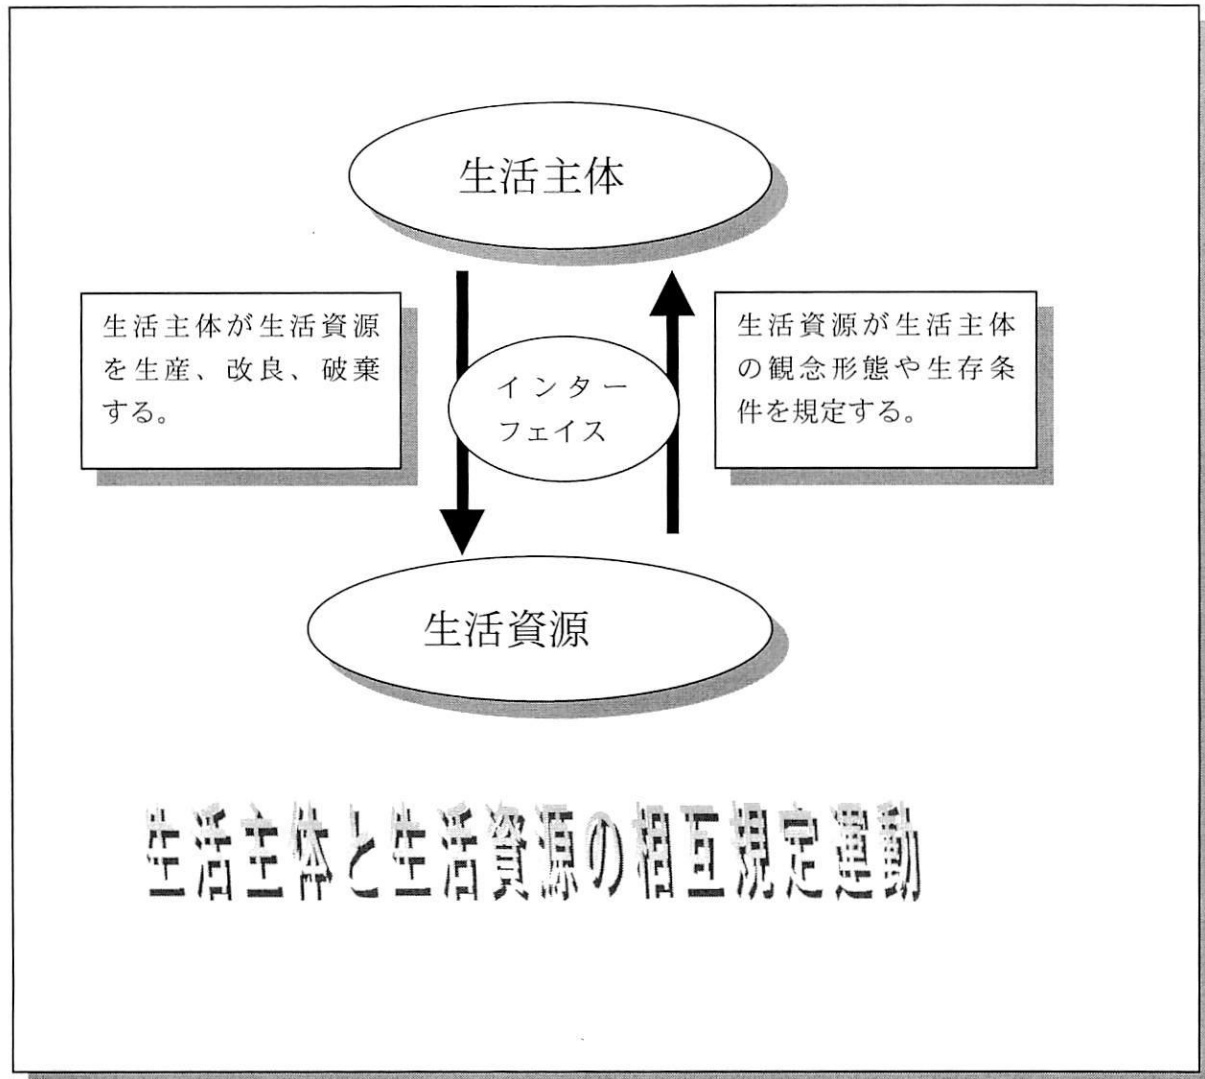 生活主体
生活主体が生活資源
を生産、改良、破棄
する。
インター
フェイス
生活資源が生活主体
の観念形態や生存条
件を規定する。
生活資源
生活主体と生活資源の相互規定運動